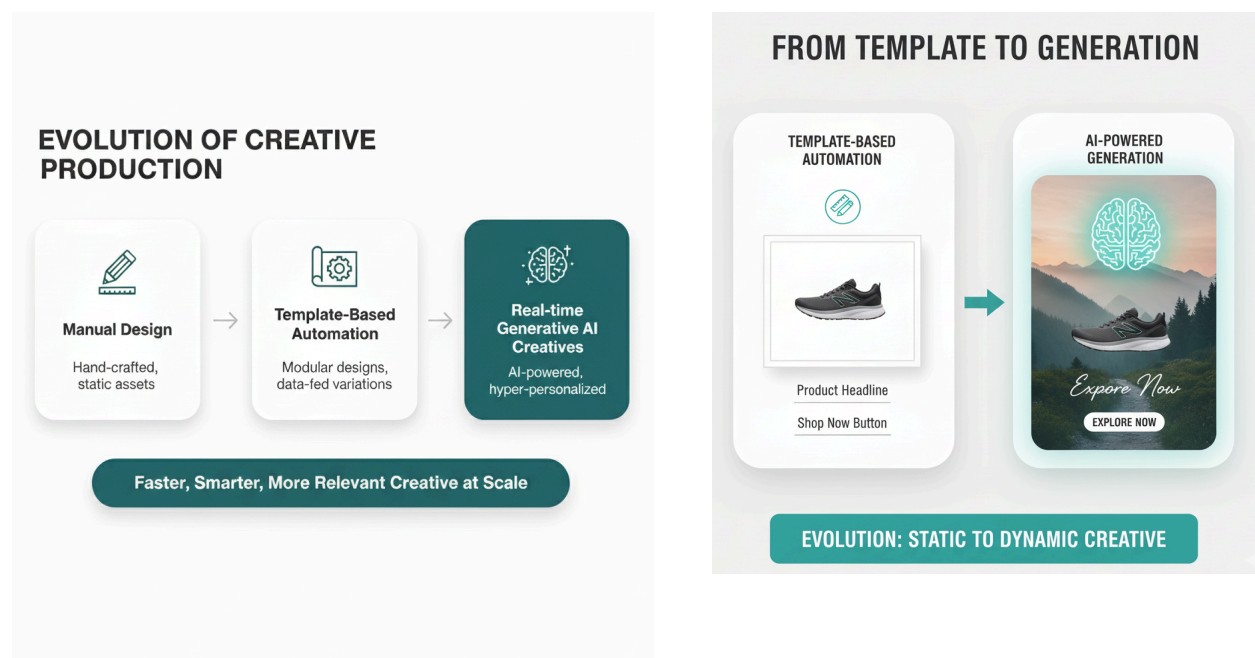 EVOLUTION OF CREATIVE
PRODUCTION
Manual Design
Hand-crafted,
static assets
Template-Based
Automation
Modular designs,
data-fed variations
Real-time
Generative AI
Creatives
AI-powered,
hyper-personalized
Faster, Smarter, More Relevant Creative at Scale
FROM TEMPLATE TO GENERATION
TEMPLATE-BASED
AUTOMATION
Product Headline
Shop Now Button
AI-POWERED
GENERATION
Expore Now
EXPLORE NOW
EVOLUTION: STATIC TO DYNAMIC CREATIVE